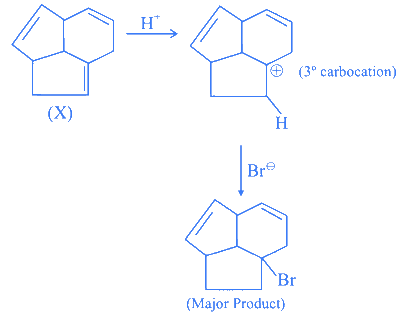 H⁺
(X)
⊕ (3° carbocation)
H
Br⊖
Br
(Major Product)